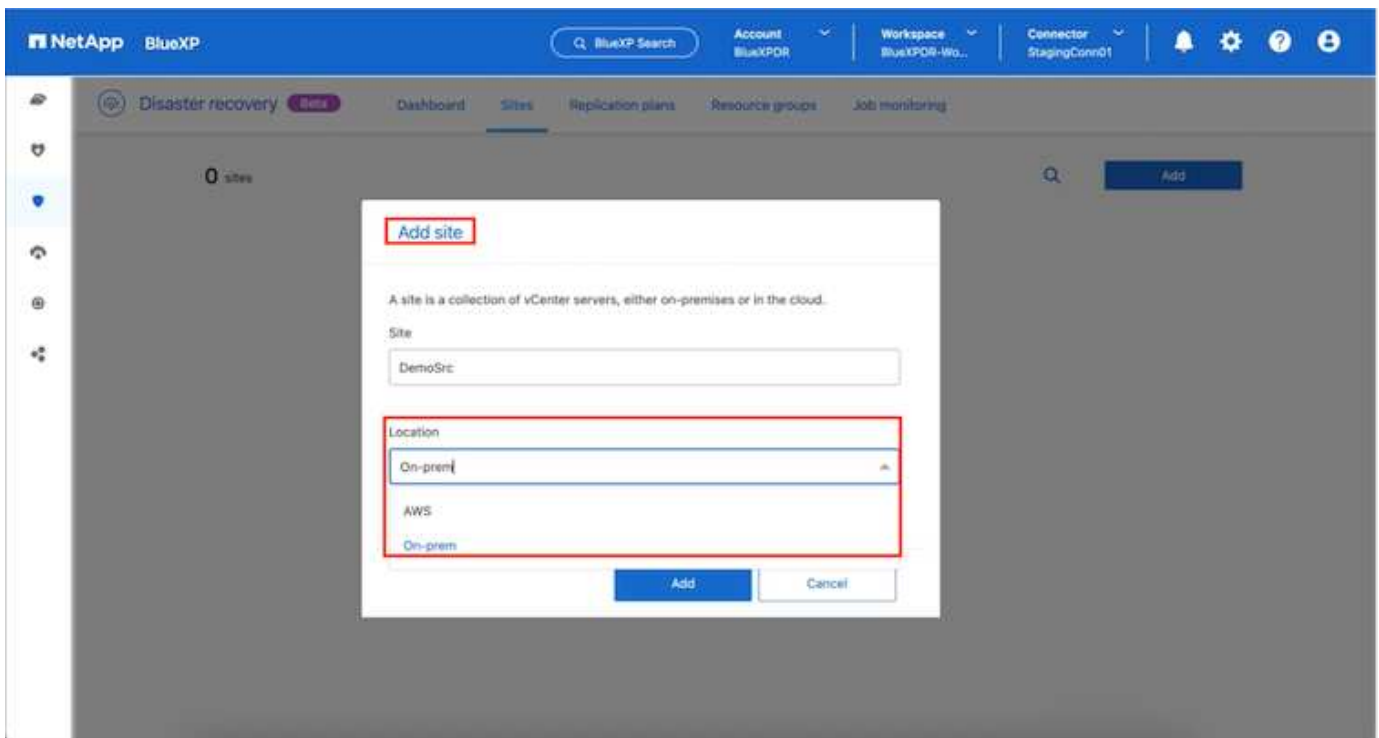 NetApp BlueXP
BlueXP Search
Account
BlueXPDR
Workspace
BlueXPDR-Wo...
Connector
StagingConn01
Disaster recovery Beta
Dashboard Sites Replication plans Resource groups Job monitoring
0 sites
Add
Add site
A site is a collection of vCenter servers, either on-premises or in the cloud.
Site
DemoSrc
Location
On-prem
AWS
On-prem
Add Cancel